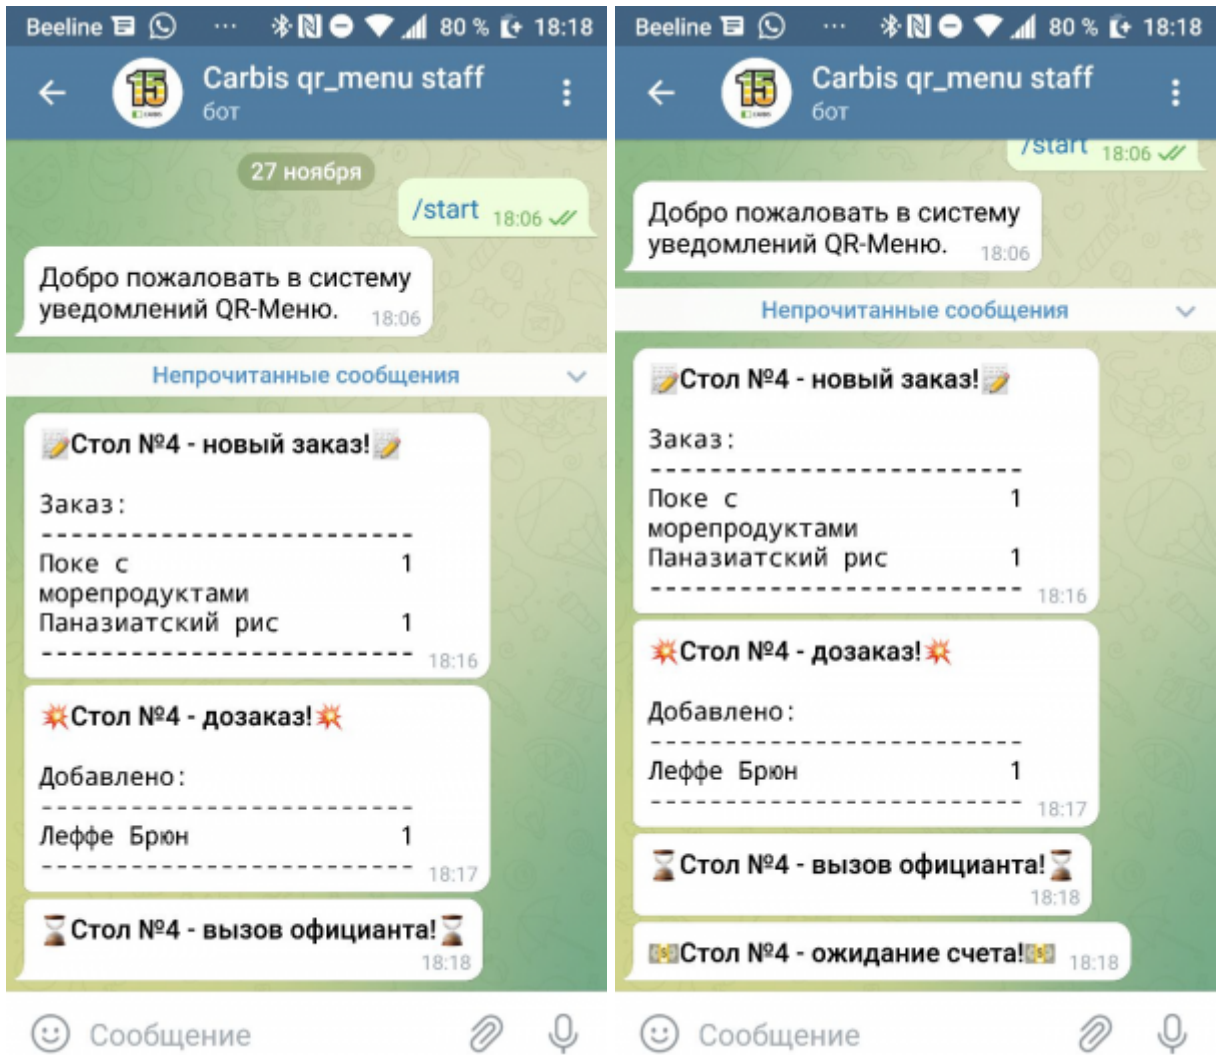 Beeline ... 80 % 18:18
15
CARBIS
Carbis qr_menu staff
бот
27 ноября
/start 18:06
Добро пожаловать в систему
уведомлений QR-Меню. 18:06
Непрочитанные сообщения
Стол №4 - новый заказ!
Заказ:
--------------------------
Поке с 1
морепродуктами
Паназиатский рис 1
-------------------------- 18:16
Стол №4 - дозаказ!
Добавлено:
--------------------------
Леффе Брюн 1
-------------------------- 18:17
Стол №4 - вызов официанта!
18:18
Сообщение
Beeline ... 80 % 18:18
15
CARBIS
Carbis qr_menu staff
бот
/start 18:06
Добро пожаловать в систему
уведомлений QR-Меню. 18:06
Непрочитанные сообщения
Стол №4 - новый заказ!
Заказ:
--------------------------
Поке с 1
морепродуктами
Паназиатский рис 1
-------------------------- 18:16
Стол №4 - дозаказ!
Добавлено:
--------------------------
Леффе Брюн 1
-------------------------- 18:17
Стол №4 - вызов официанта!
18:18
Стол №4 - ожидание счета! 18:18
Сообщение